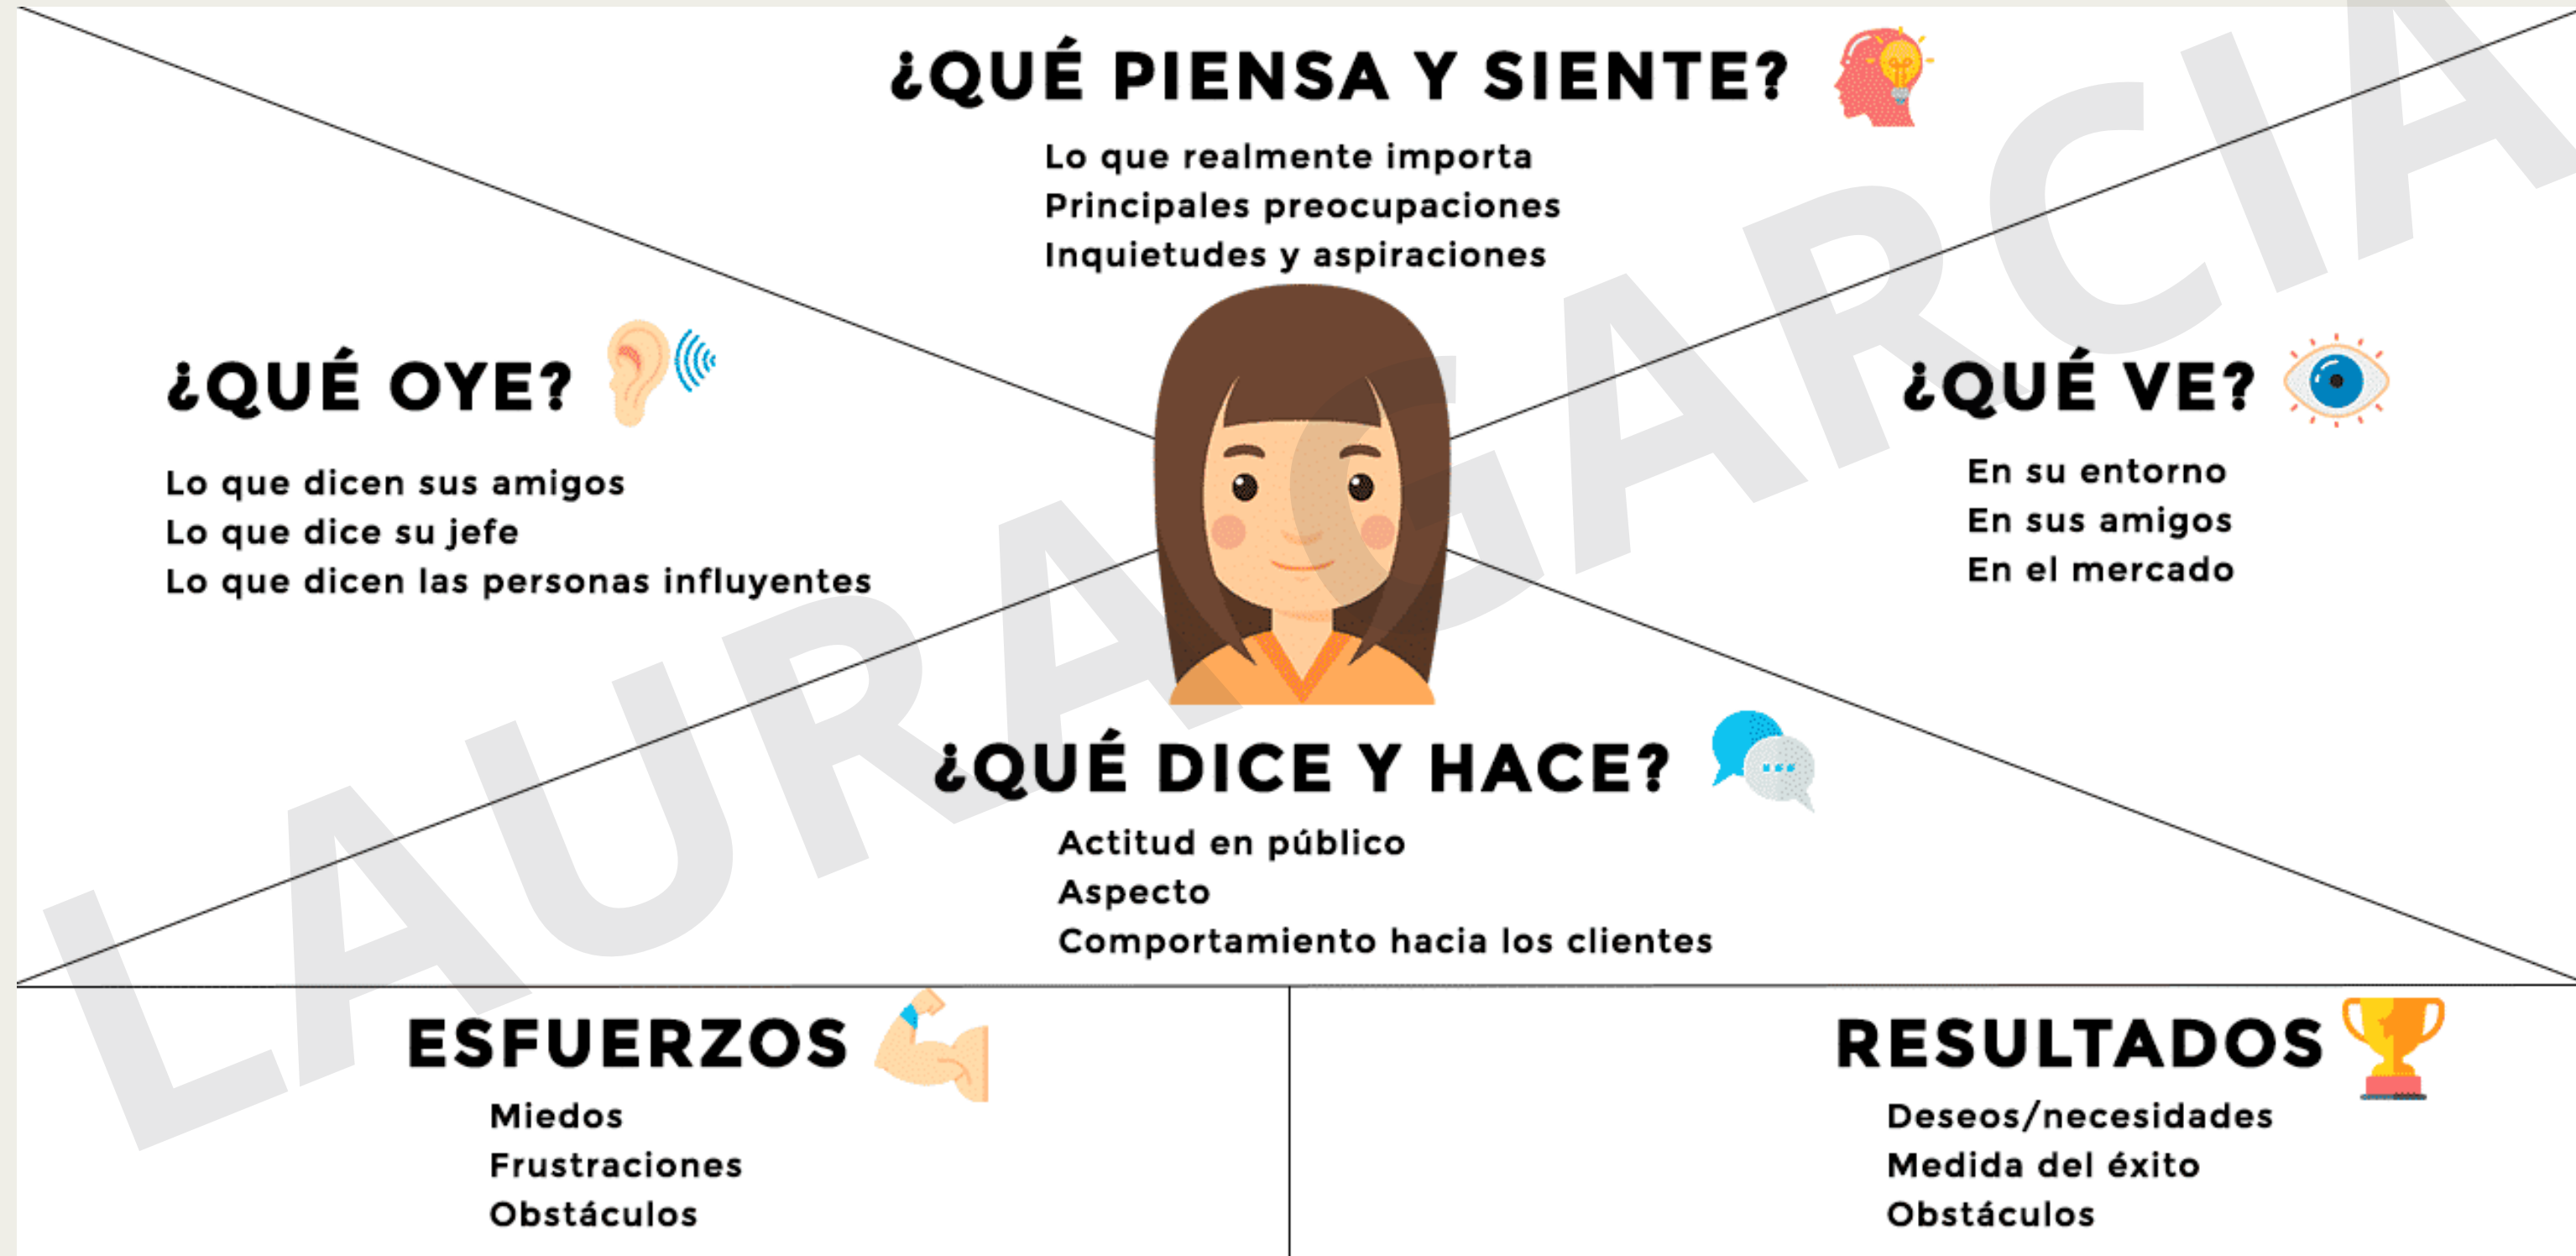 ¿QUÉ PIENSA Y SIENTE?
Lo que realmente importa
Principales preocupaciones
Inquietudes y aspiraciones
¿QUÉ OYE?
Lo que dicen sus amigos
Lo que dice su jefe
Lo que dicen las personas influyentes
¿QUÉ VE?
En su entorno
En sus amigos
En el mercado
¿QUÉ DICE Y HACE?
Actitud en público
Aspecto
Comportamiento hacia los clientes
ESFUERZOS
Miedos
Frustraciones
Obstáculos
RESULTADOS
Deseos/necesidades
Medida del éxito
Obstáculos
LAURA GARCIA